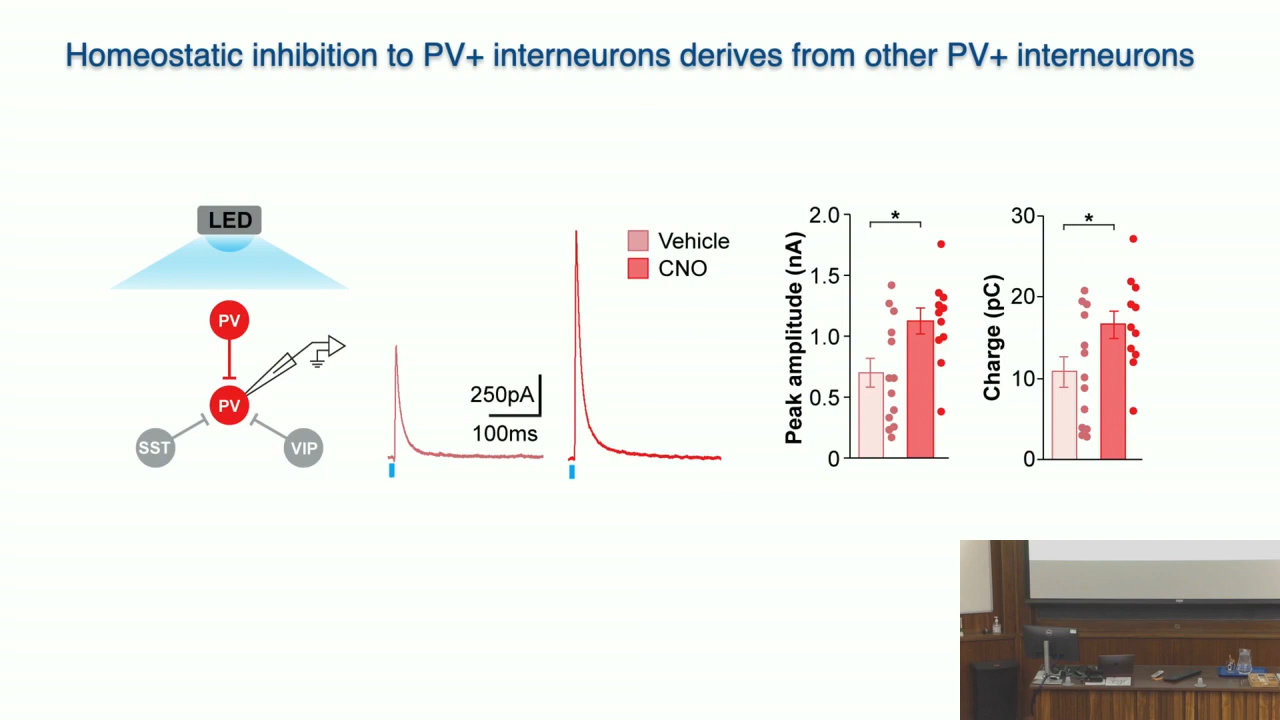 Homeostatic inhibition to PV+ interneurons derives from other PV+ interneurons
LED
PV
PV
SST
VIP
250pA
100ms
Vehicle
CNO
Peak amplitude (nA)
2.0
1.5
1.0
0.5
0
*
Charge (pC)
30
20
10
0
*